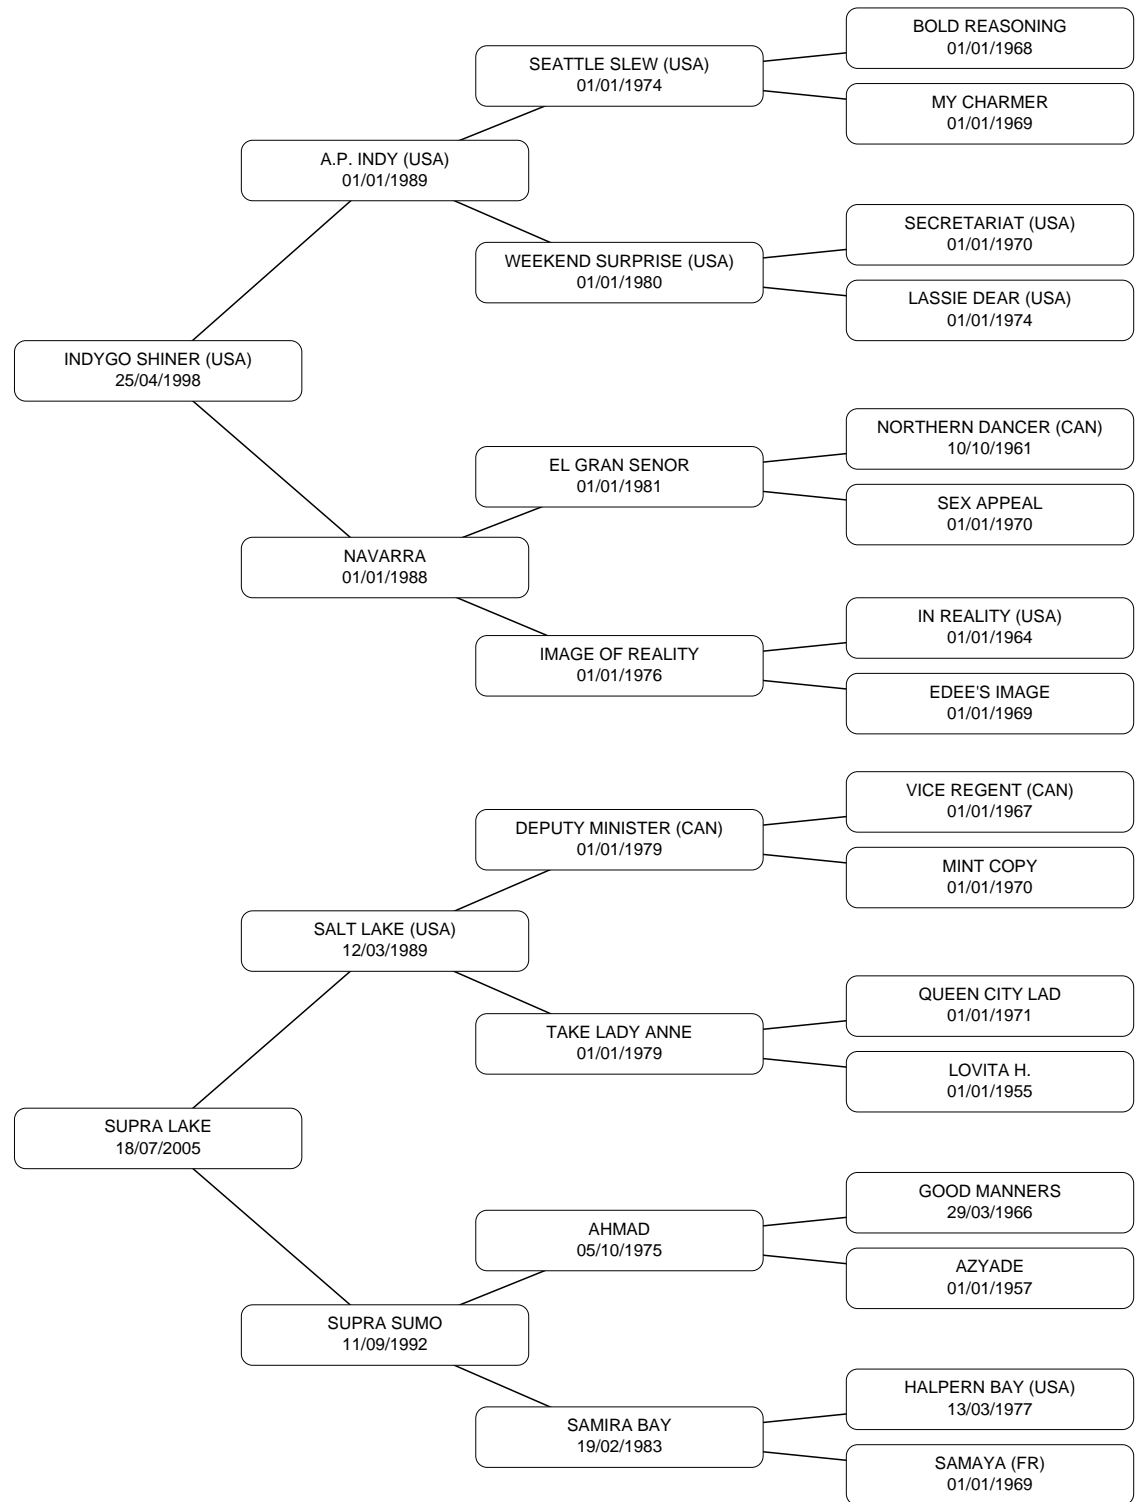 BOLD REASONING
01/01/1968
SEATTLE SLEW (USA)
01/01/1974
MY CHARMER
01/01/1969
A.P. INDY (USA)
01/01/1989
SECRETARIAT (USA)
01/01/1970
WEEKEND SURPRISE (USA)
01/01/1980
LASSIE DEAR (USA)
01/01/1974
INDYGO SHINER (USA)
25/04/1998
NORTHERN DANCER (CAN)
10/10/1961
EL GRAN SENOR
01/01/1981
SEX APPEAL
01/01/1970
NAVARRA
01/01/1988
IN REALITY (USA)
01/01/1964
IMAGE OF REALITY
01/01/1976
EDEE'S IMAGE
01/01/1969
VICE REGENT (CAN)
01/01/1967
DEPUTY MINISTER (CAN)
01/01/1979
MINT COPY
01/01/1970
SALT LAKE (USA)
12/03/1989
QUEEN CITY LAD
01/01/1971
TAKE LADY ANNE
01/01/1979
LOVITA H.
01/01/1955
SUPRA LAKE
18/07/2005
GOOD MANNERS
29/03/1966
AHMAD
05/10/1975
AZYADE
01/01/1957
SUPRA SUMO
11/09/1992
HALPERN BAY (USA)
13/03/1977
SAMIRA BAY
19/02/1983
SAMAYA (FR)
01/01/1969